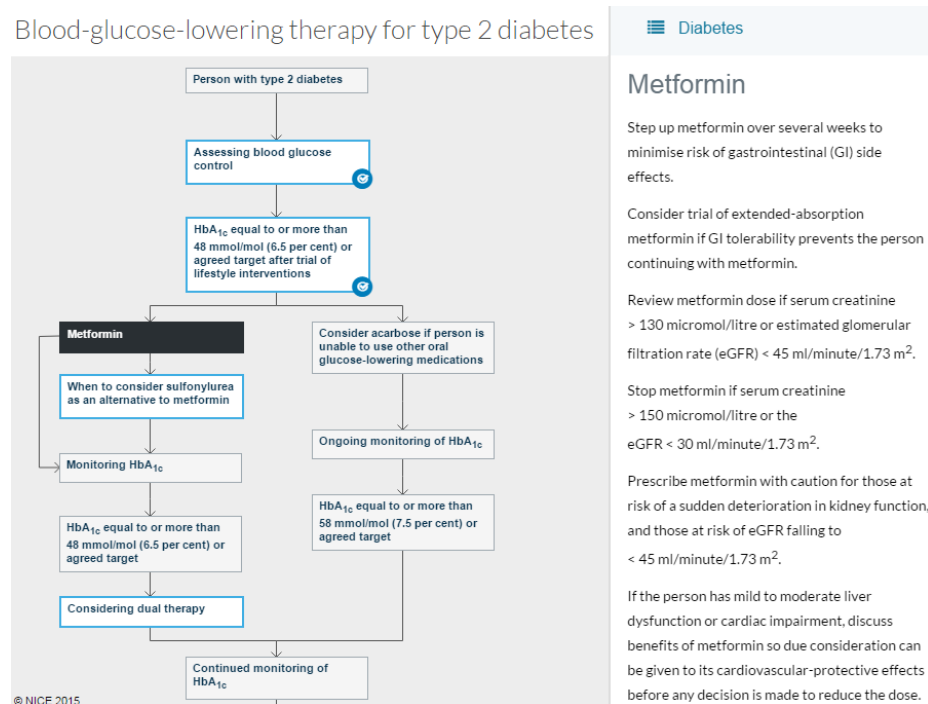 Blood-glucose-lowering therapy for type 2 diabetes
Person with type 2 diabetes
Assessing blood glucose
control
HbA1c equal to or more than
48 mmol/mol (6.5 per cent) or
agreed target after trial of
lifestyle interventions
Metformin
When to consider sulfonylurea
as an alternative to metformin
Monitoring HbA1c
HbA1c equal to or more than
48 mmol/mol (6.5 per cent) or
agreed target
Considering dual therapy
Consider acarbose if person is
unable to use other oral
glucose-lowering medications
Ongoing monitoring of HbA1c
HbA1c equal to or more than
58 mmol/mol (7.5 per cent) or
agreed target
Continued monitoring of
HbA1c
© NICE 2015
Diabetes
Metformin
Step up metformin over several weeks to
minimise risk of gastrointestinal (GI) side
effects.
Consider trial of extended-absorption
metformin if GI tolerability prevents the person
continuing with metformin.
Review metformin dose if serum creatinine
> 130 micromol/litre or estimated glomerular
filtration rate (eGFR) < 45 ml/minute/1.73 m².
Stop metformin if serum creatinine
> 150 micromol/litre or the
eGFR < 30 ml/minute/1.73 m².
Prescribe metformin with caution for those at
risk of a sudden deterioration in kidney function,
and those at risk of eGFR falling to
< 45 ml/minute/1.73 m².
If the person has mild to moderate liver
dysfunction or cardiac impairment, discuss
benefits of metformin so due consideration can
be given to its cardiovascular-protective effects
before any decision is made to reduce the dose.